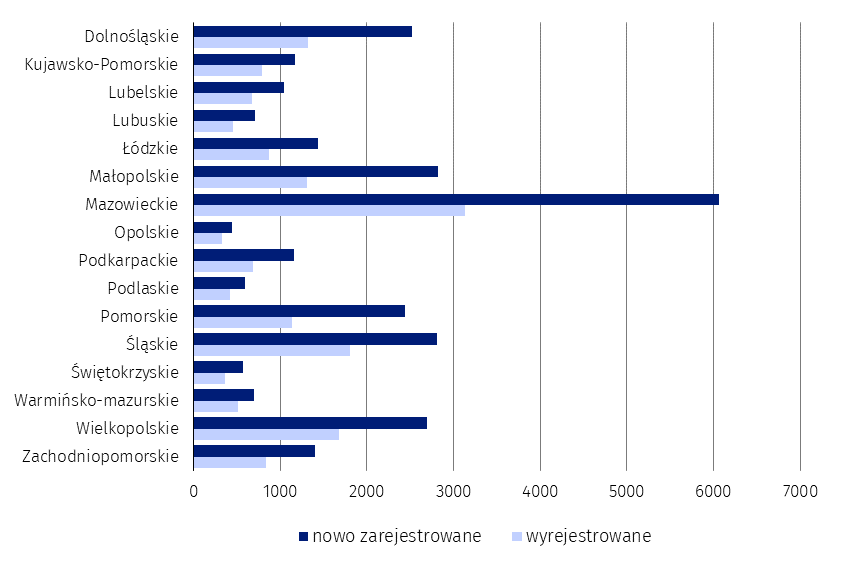 Dolnośląskie
Kujawsko-Pomorskie
Lubelskie
Lubuskie
Łódzkie
Małopolskie
Mazowieckie
Opolskie
Podkarpackie
Podlaskie
Pomorskie
Śląskie
Świętokrzyskie
Warmińsko-mazurskie
Wielkopolskie
Zachodniopomorskie
0 1000 2000 3000 4000 5000 6000 7000
nowo zarejestrowane wyrejestrowane